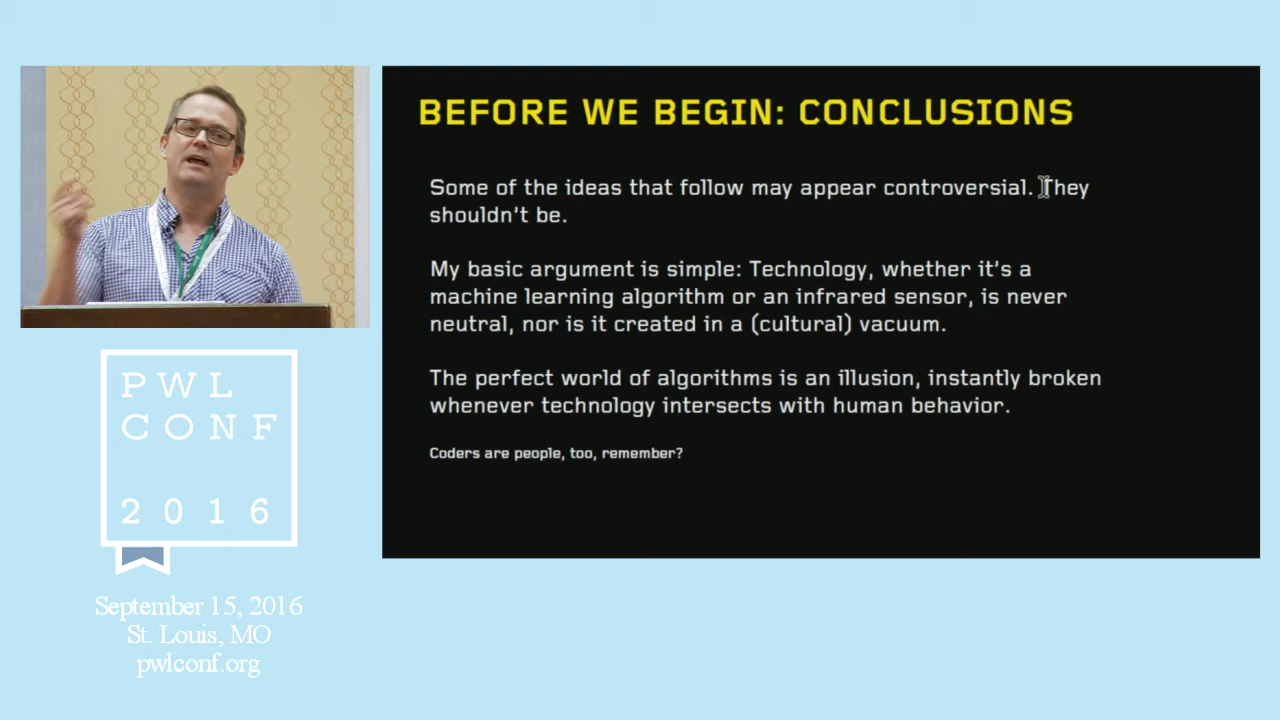 BEFORE WE BEGIN: CONCLUSIONS
Some of the ideas that follow may appear controversial. They
shouldn't be.
My basic argument is simple: Technology, whether it's a
machine learning algorithm or an infrared sensor, is never
neutral, nor is it created in a (cultural) vacuum.
The perfect world of algorithms is an illusion, instantly broken
whenever technology intersects with human behavior.
Coders are people, too, remember?
PWL
CONF
2016
September 15, 2016
St. Louis, MO
pwlconf.org